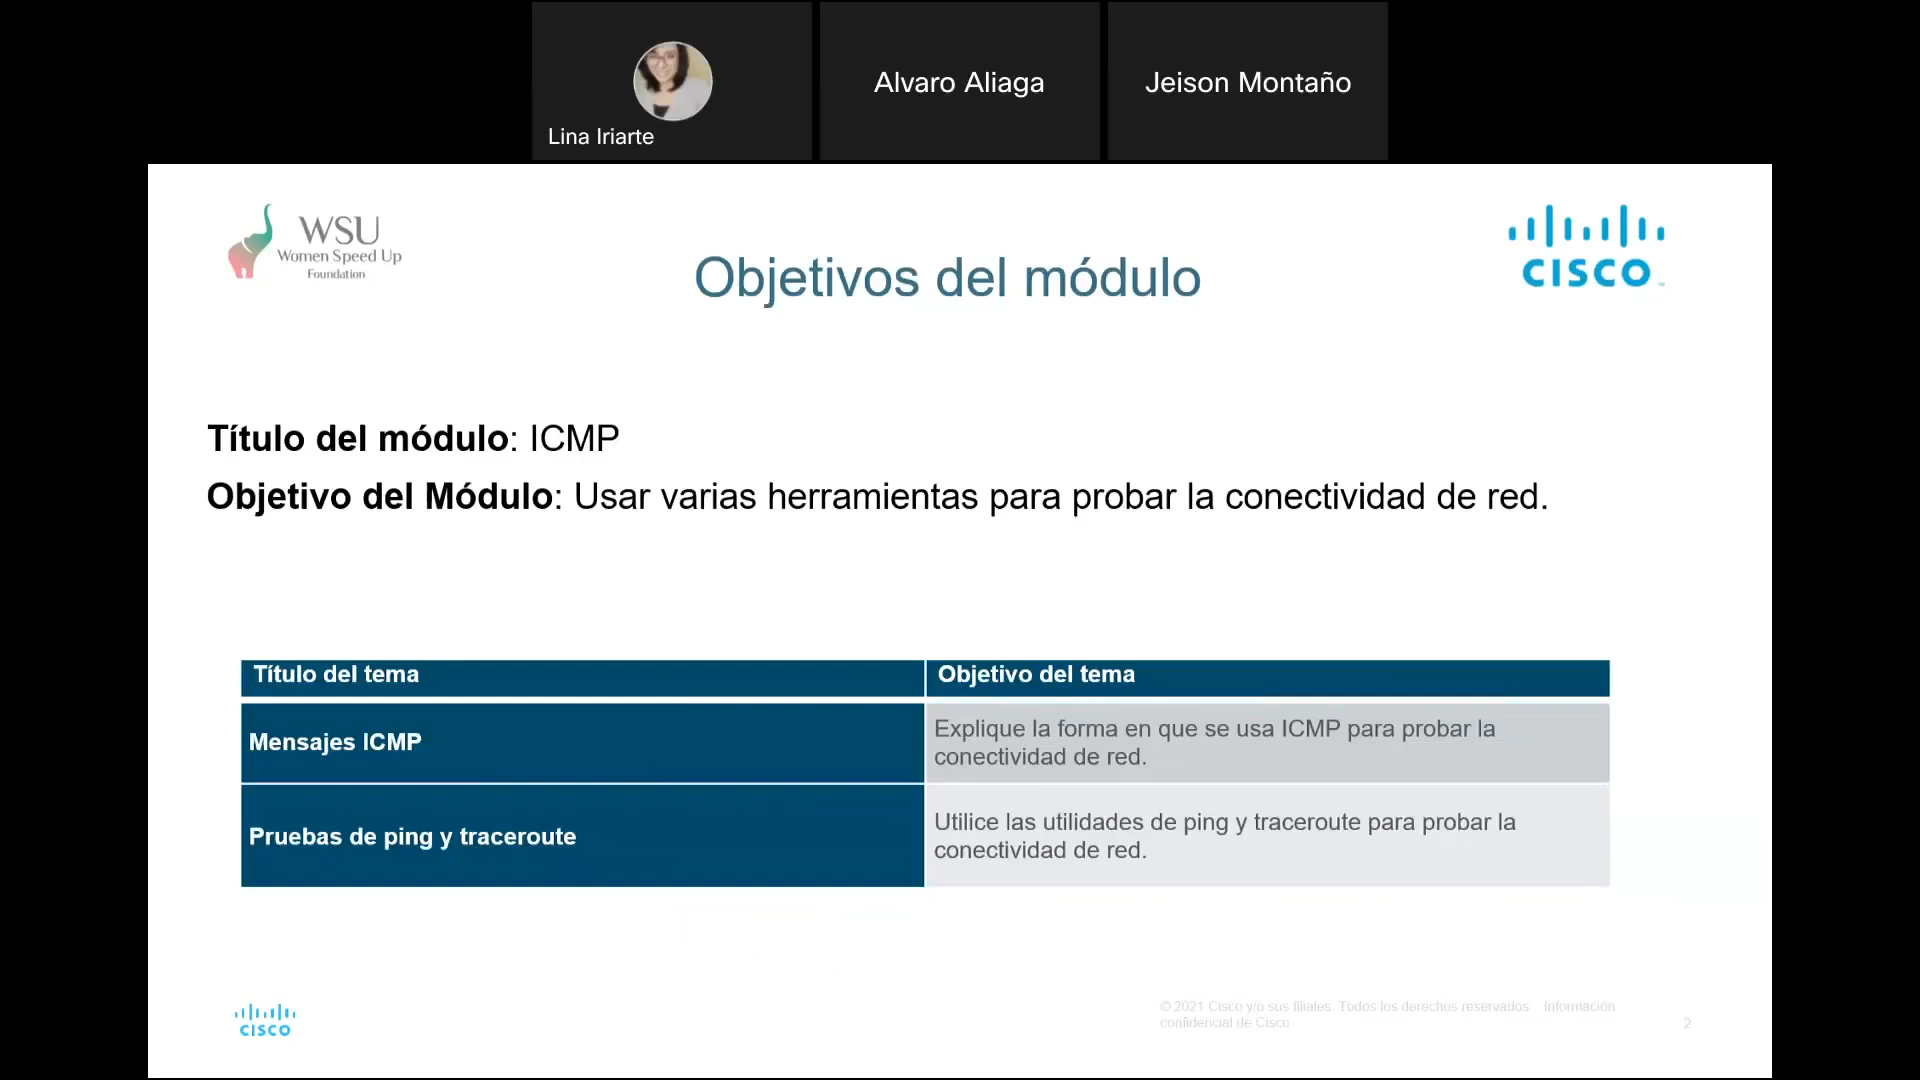 Lina Iriarte
Alvaro Aliaga
Jeison Montaño
WSU
Women Speed Up
Foundation
CISCO
Objetivos del módulo
Título del módulo: ICMP
Objetivo del Módulo: Usar varias herramientas para probar la conectividad de red.
Título del tema
Objetivo del tema
Mensajes ICMP
Explique la forma en que se usa ICMP para probar la
conectividad de red.
Pruebas de ping y traceroute
Utilice las utilidades de ping y traceroute para probar la
conectividad de red.
CISCO
© 2021 Cisco y/o sus filiales. Todos los derechos reservados. Información
confidencial de Cisco
2